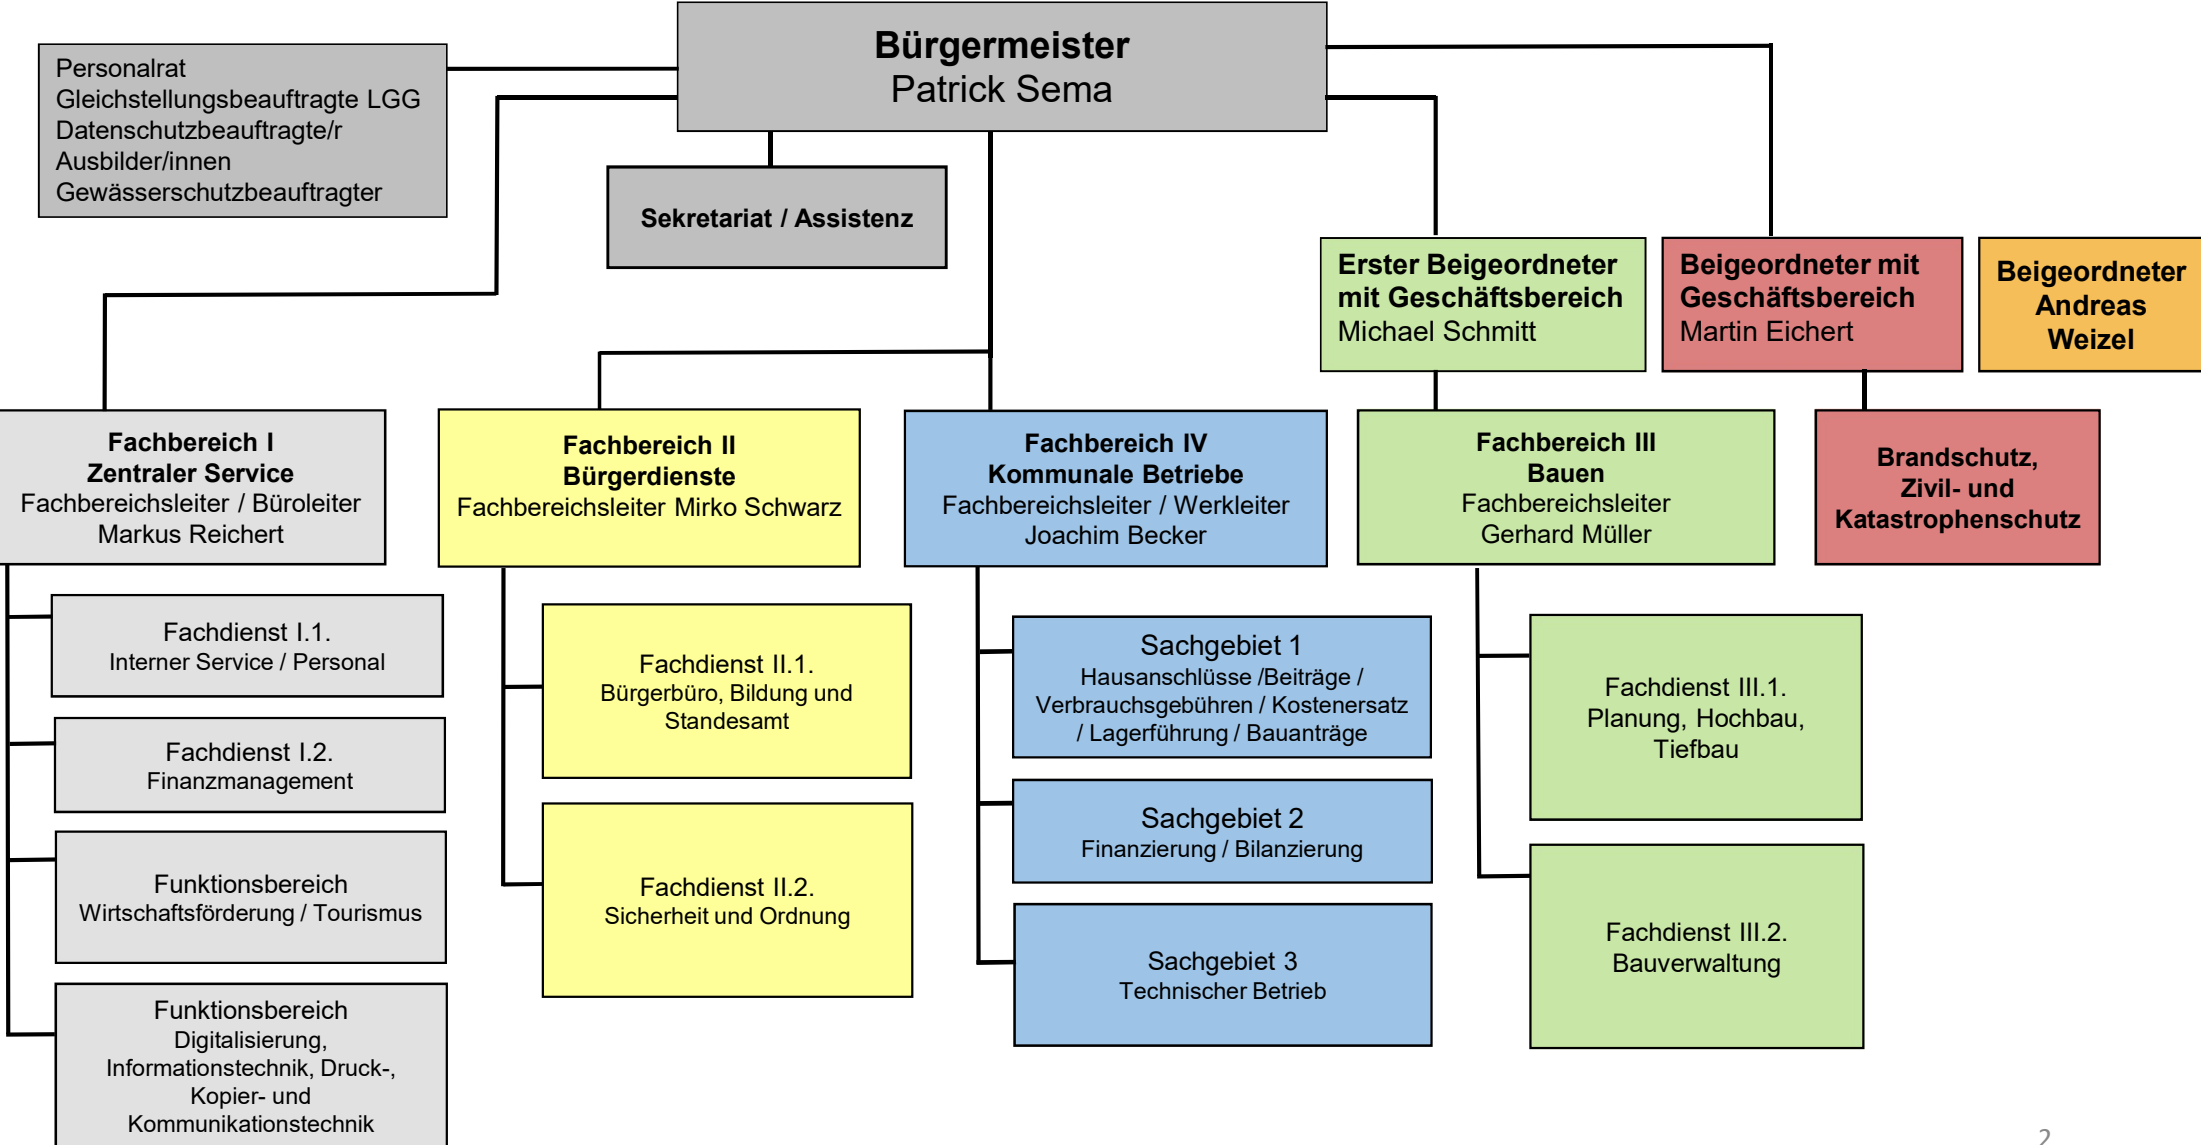 Bürgermeister
Patrick Sema
Personalrat
Gleichstellungsbeauftragte LGG
Datenschutzbeauftragte/r
Ausbilder/innen
Gewässerschutzbeauftragter
Sekretariat / Assistenz
Erster Beigeordneter
mit Geschäftsbereich
Michael Schmitt
Beigeordneter mit
Geschäftsbereich
Martin Eichert
Beigeordneter
Andreas
Weizel
Fachbereich I
Zentraler Service
Fachbereichsleiter / Büroleiter
Markus Reichert
Fachbereich II
Bürgerdienste
Fachbereichsleiter Mirko Schwarz
Fachbereich IV
Kommunale Betriebe
Fachbereichsleiter / Werkleiter
Joachim Becker
Fachbereich III
Bauen
Fachbereichsleiter
Gerhard Müller
Brandschutz,
Zivil- und
Katastrophenschutz
Fachdienst I.1.
Interner Service / Personal
Fachdienst I.2.
Finanzmanagement
Funktionsbereich
Wirtschaftsförderung / Tourismus
Funktionsbereich
Digitalisierung,
Informationstechnik, Druck-,
Kopier- und
Kommunikationstechnik
Fachdienst II.1.
Bürgerbüro, Bildung und
Standesamt
Fachdienst II.2.
Sicherheit und Ordnung
Sachgebiet 1
Hausanschlüsse /Beiträge /
Verbrauchsgebühren / Kostenersatz
/ Lagerführung / Bauanträge
Sachgebiet 2
Finanzierung / Bilanzierung
Sachgebiet 3
Technischer Betrieb
Fachdienst III.1.
Planung, Hochbau,
Tiefbau
Fachdienst III.2.
Bauverwaltung
2